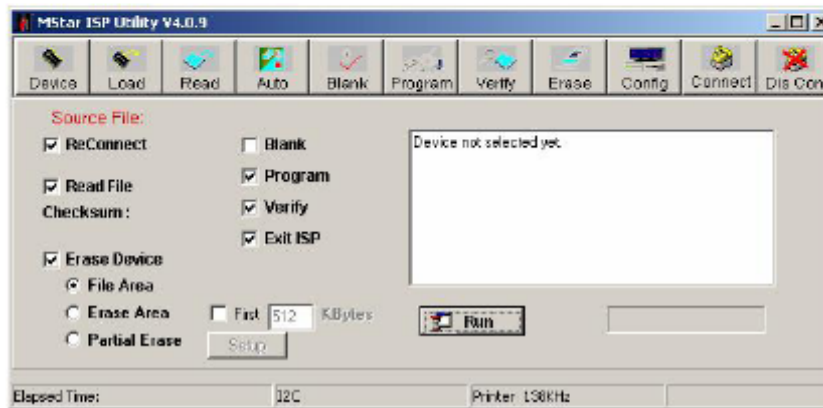 MStar ISP Utility V4.0.9
Device Load Read Auto Blank Program Verify Erase Config Connect Dis Con
Source File:
ReConnect Blank Device not selected yet.
Read File Program
Checksum: Verify
Exit ISP
Erase Device
File Area
Erase Area First 512 KBytes Run
Partial Erase Setup
Elapsed Time: I2C Printer 138KHz